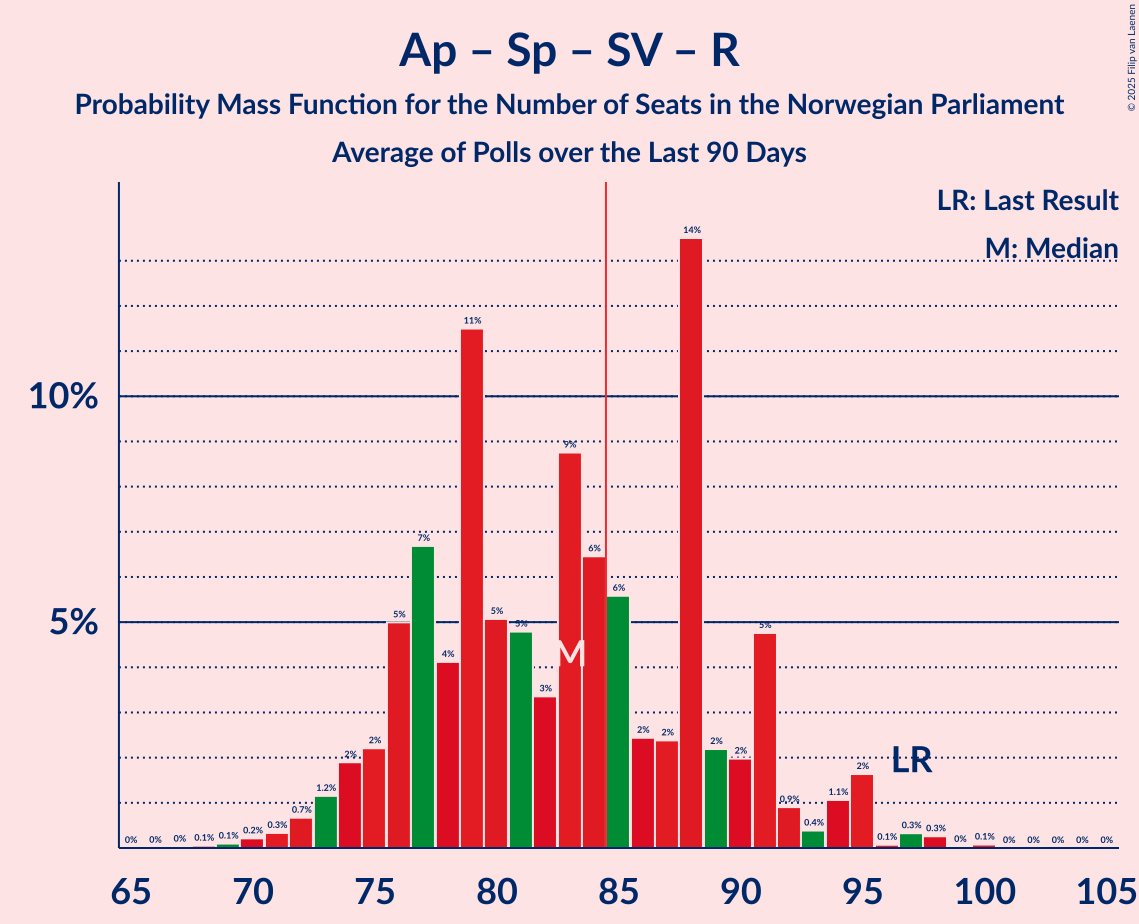 Ap – Sp – SV – R
Probability Mass Function for the Number of Seats in the Norwegian Parliament
Average of Polls over the Last 90 Days
© 2025 Filip van Laenen
LR: Last Result
M: Median
10%
5%
0% 0% 0% 0.1% 0.1% 0.2% 0.3% 0.7% 1.2% 2% 2% 5% 7% 4% 11% 5% 5% 3% 9% 6% 6% 2% 2% 14% 2% 2% 5% 0.9% 0.4% 1.1% 2% 0.1% 0.3% 0.3% 0% 0.1% 0% 0% 0% 0% 0%
M
LR
65 70 75 80 85 90 95 100 105